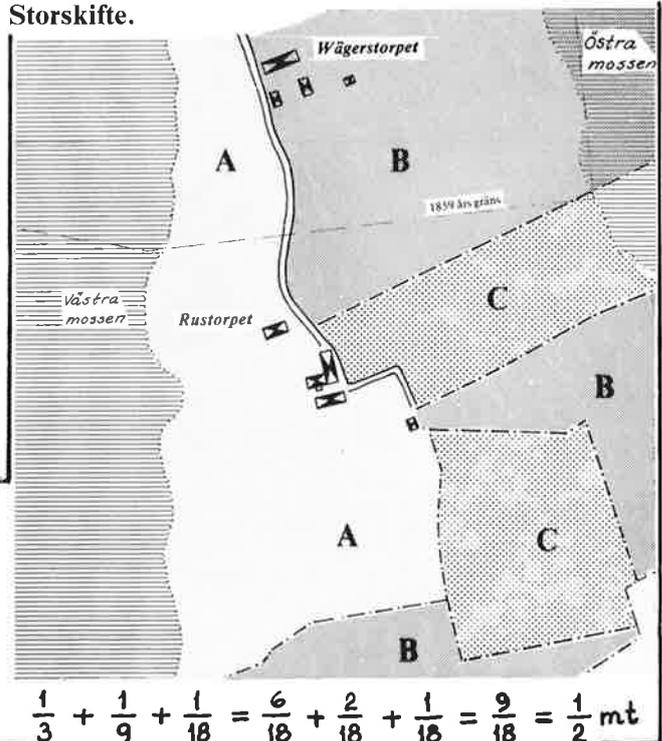 Storskifte.
Wägerstorpet
Östra
mossen
A
B
1859 års gräns
C
Västra
mossen
Rustorpet
B
A
C
B
1/3 + 1/9 + 1/18 = 6/18 + 2/18 + 1/18 = 9/18 = 1/2 mt